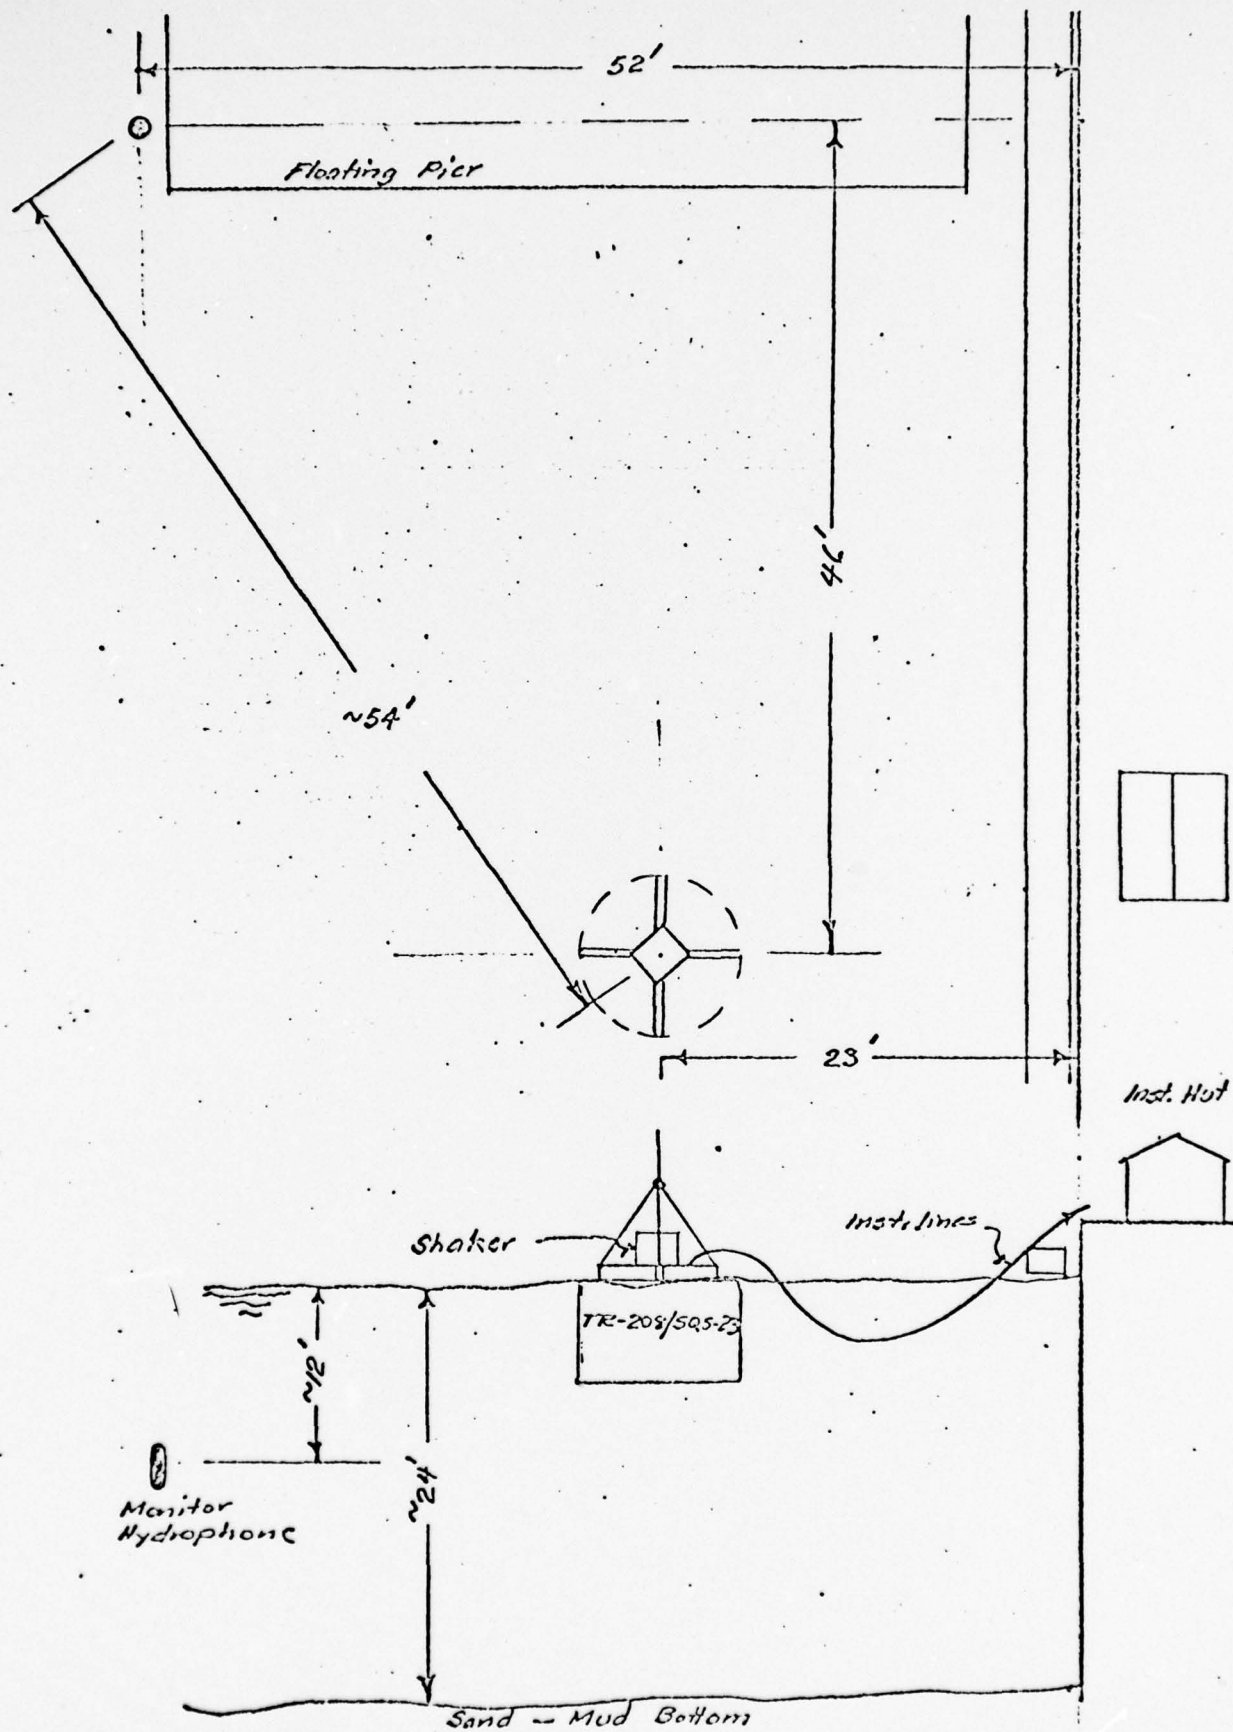 52'
Floating Pier
46'
~54'
23'
Inst. Hut
Shaker
Inst. lines
TR-208/SQS-23
~12'
~24'
Monitor
Hydrophone
Sand - Mud Bottom